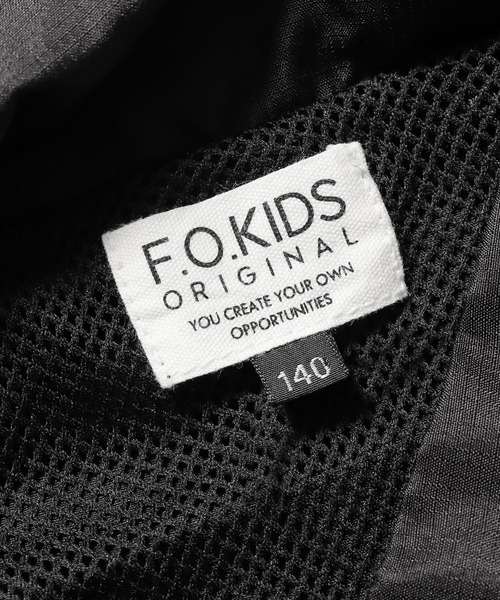 F.O.KIDS
ORIGINAL
YOU CREATE YOUR OWN
OPPORTUNITIES
140